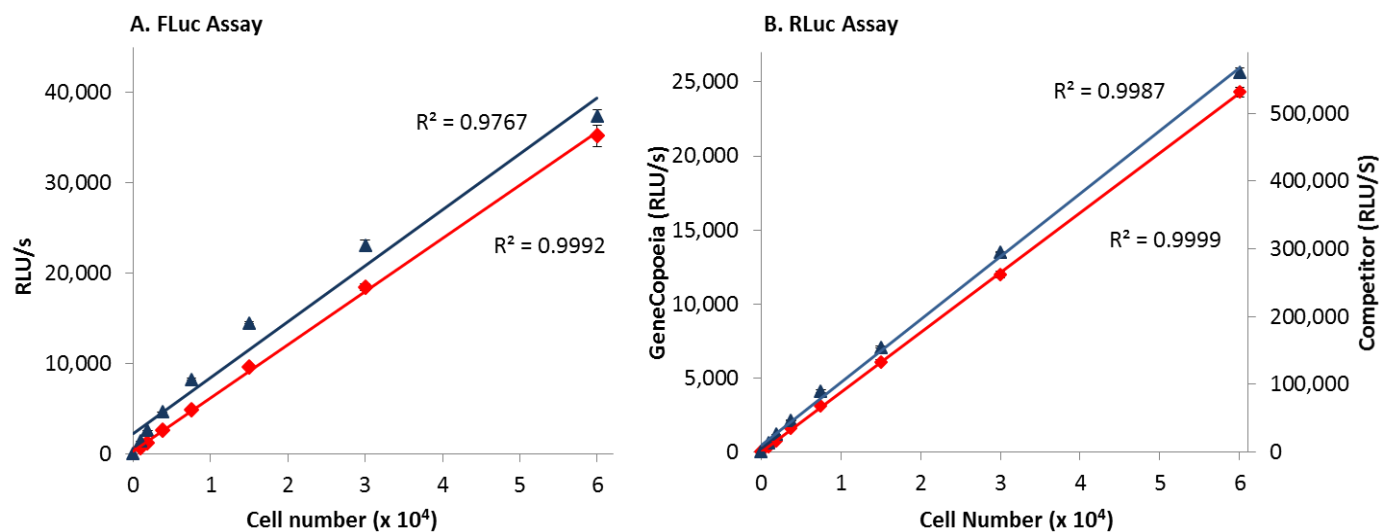 A. FLuc Assay
RLU/s
40,000
30,000
20,000
10,000
0
R² = 0.9767
R² = 0.9992
0 1 2 3 4 5 6
Cell number (x 10⁴)
B. RLuc Assay
GeneCopoeia (RLU/s)
25,000
20,000
15,000
10,000
5,000
0
R² = 0.9987
R² = 0.9999
500,000
400,000
300,000
200,000
100,000
0
Competitor (RLU/S)
0 1 2 3 4 5 6
Cell Number (x 10⁴)